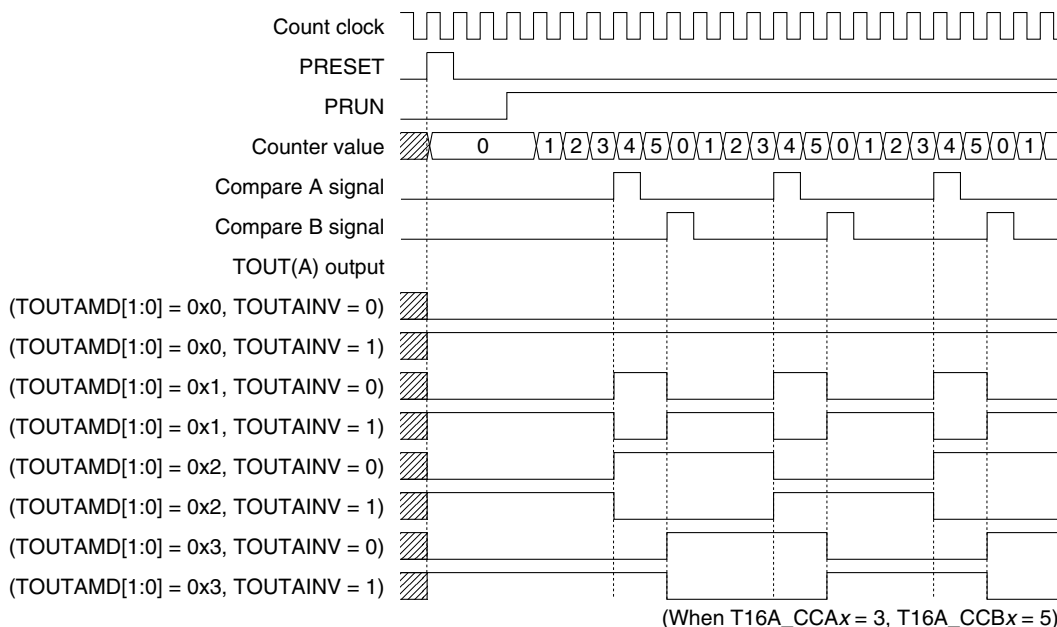 Count clock
PRESET
PRUN
Counter value 0 1 2 3 4 5 0 1 2 3 4 5 0 1 2 3 4 5 0 1
Compare A signal
Compare B signal
TOUT(A) output
(TOUTAMD[1:0] = 0x0, TOUTAINV = 0)
(TOUTAMD[1:0] = 0x0, TOUTAINV = 1)
(TOUTAMD[1:0] = 0x1, TOUTAINV = 0)
(TOUTAMD[1:0] = 0x1, TOUTAINV = 1)
(TOUTAMD[1:0] = 0x2, TOUTAINV = 0)
(TOUTAMD[1:0] = 0x2, TOUTAINV = 1)
(TOUTAMD[1:0] = 0x3, TOUTAINV = 0)
(TOUTAMD[1:0] = 0x3, TOUTAINV = 1)
(When T16A_CCAx = 3, T16A_CCBx = 5)